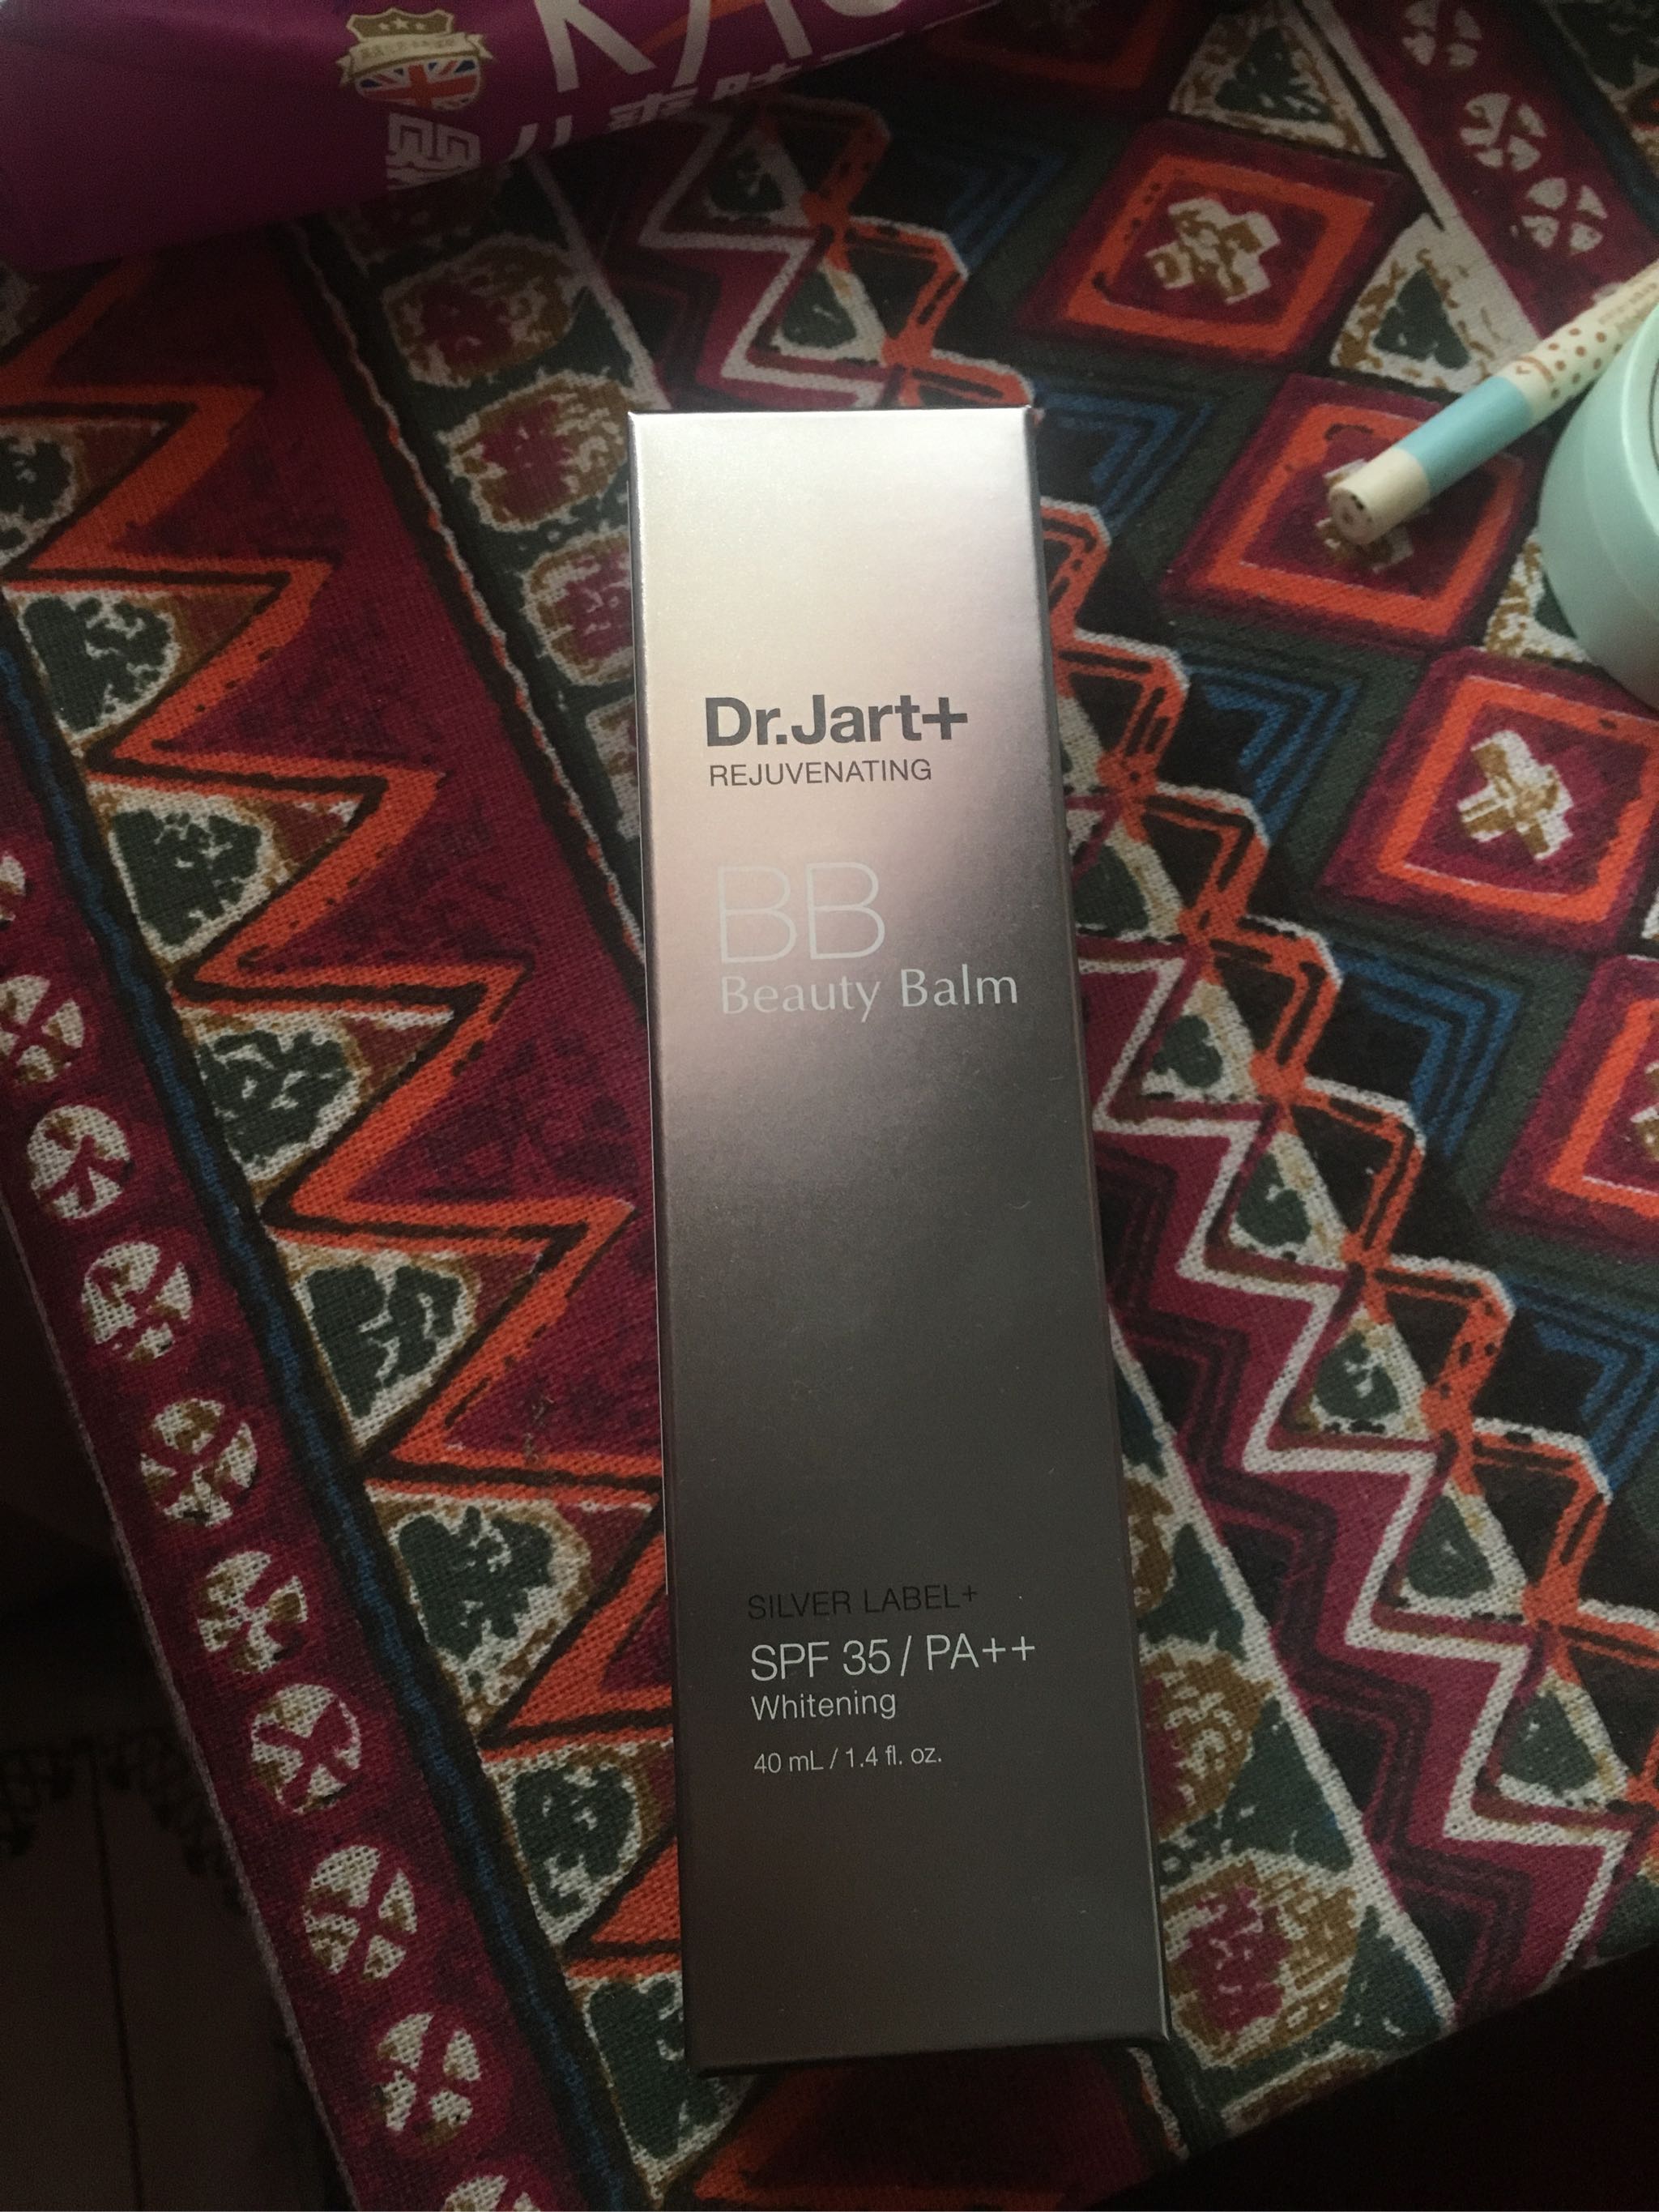 Dr.Jart+
REJUVENATING
BB
Beauty Balm
SILVER LABEL+
SPF 35 / PA++
Whitening
40 mL / 1.4 fl. oz.